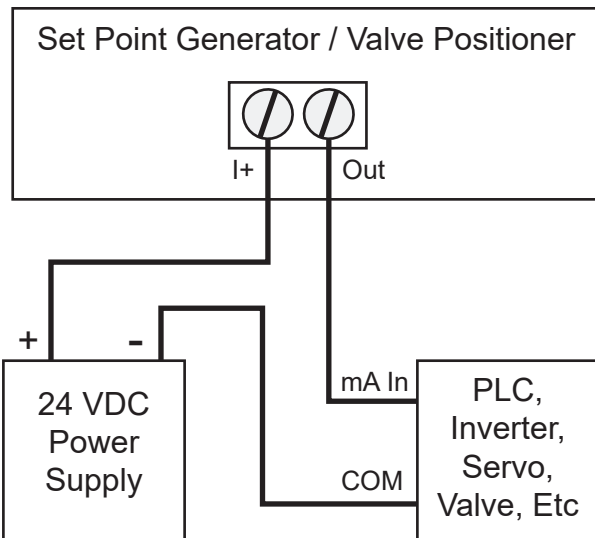 Set Point Generator / Valve Positioner
I+
Out
+
-
24 VDC
Power
Supply
mA In
COM
PLC,
Inverter,
Servo,
Valve, Etc